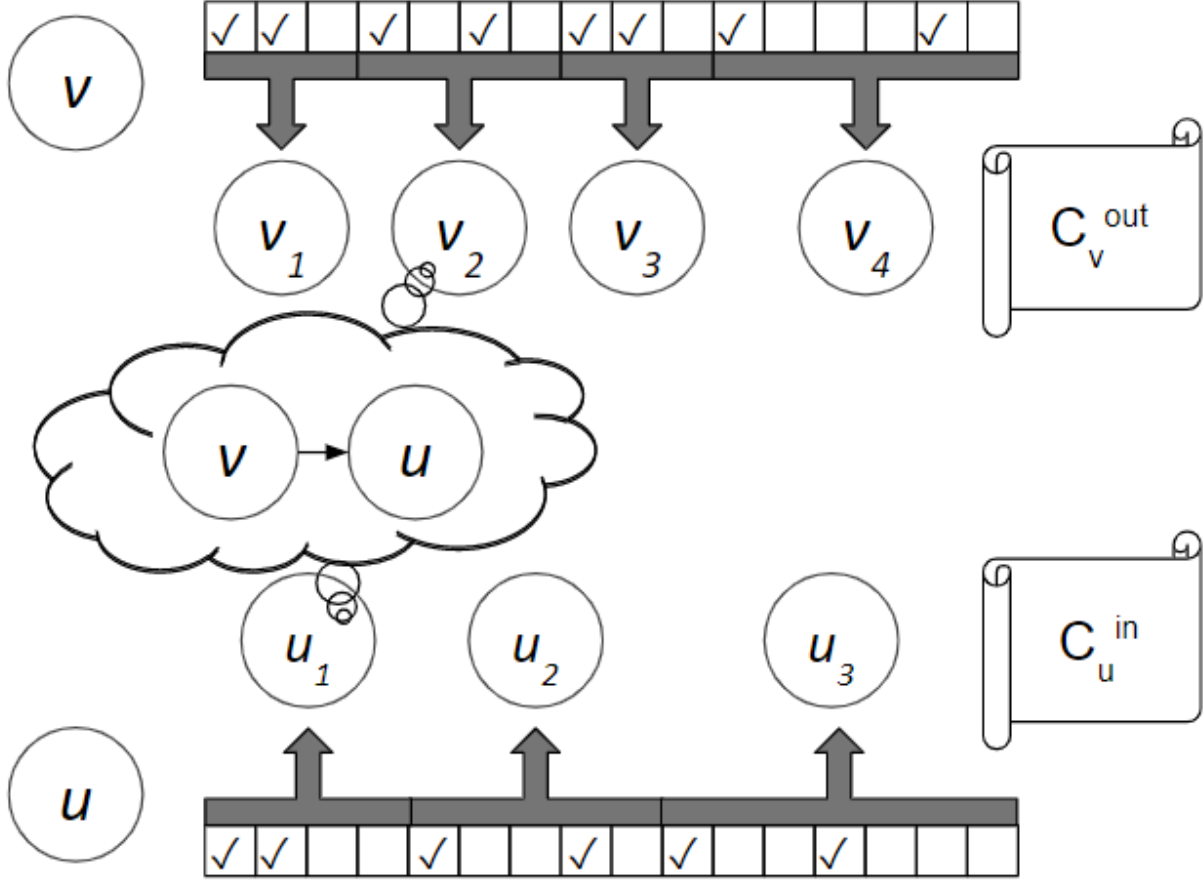 ✓ ✓ ✓ ✓ ✓ ✓ ✓ ✓
v
v₁ v₂ v₃ v₄
C_v^out
v → u
u₁ u₂ u₃
C_u^in
u
✓ ✓ ✓ ✓ ✓ ✓